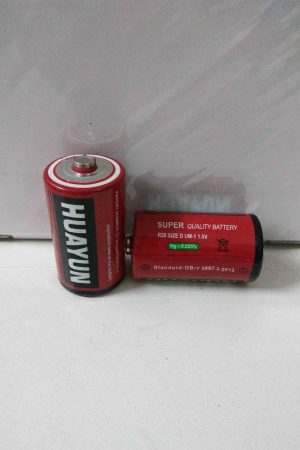 HUAYUN
SUPER QUALITY BATTERY
R20 SIZE D UM-1 1.5V
Hg<0.025%
Standard:GB/T 8897.2-2013